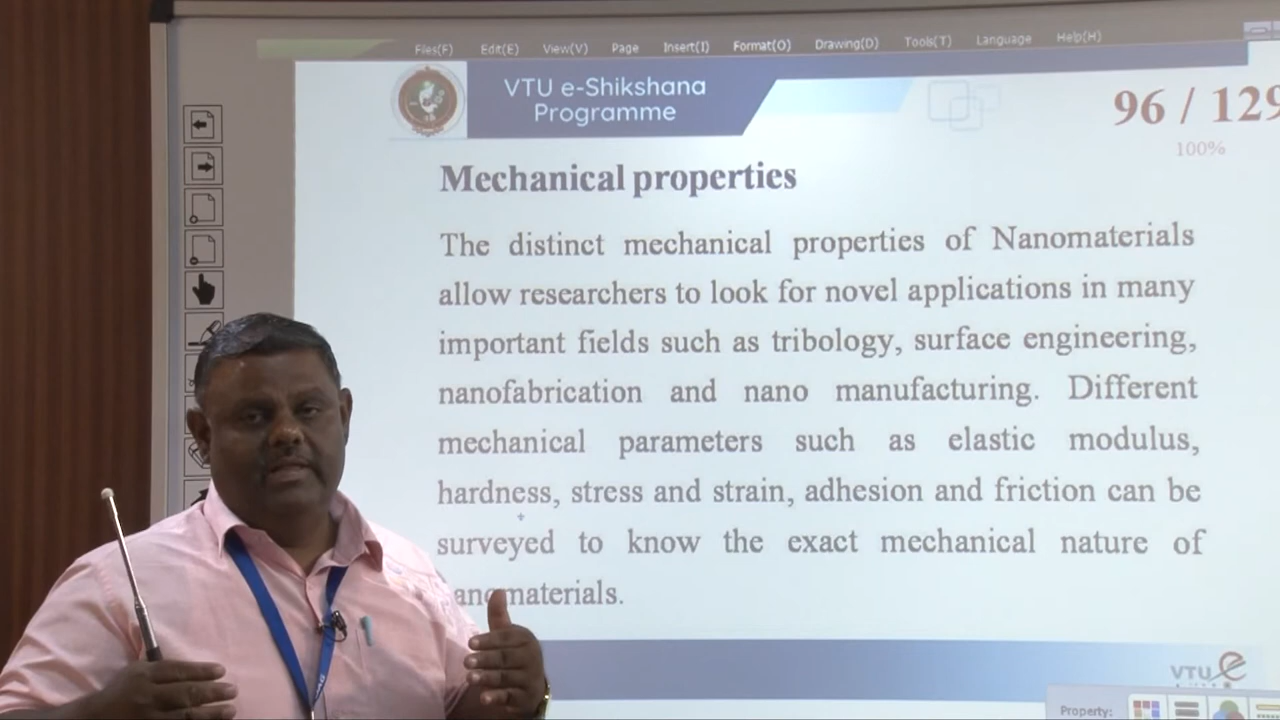 Files(F) Edit(E) View(V) Page Insert(I) Format(O) Drawing(D) Tools(T) Language Help(H)
VTU e-Shikshana
Programme
96 / 129
100%
Mechanical properties
The distinct mechanical properties of Nanomaterials
allow researchers to look for novel applications in many
important fields such as tribology, surface engineering,
nanofabrication and nano manufacturing. Different
mechanical parameters such as elastic modulus,
hardness, stress and strain, adhesion and friction can be
surveyed to know the exact mechanical nature of
nanomaterials.
VTU e
Property: